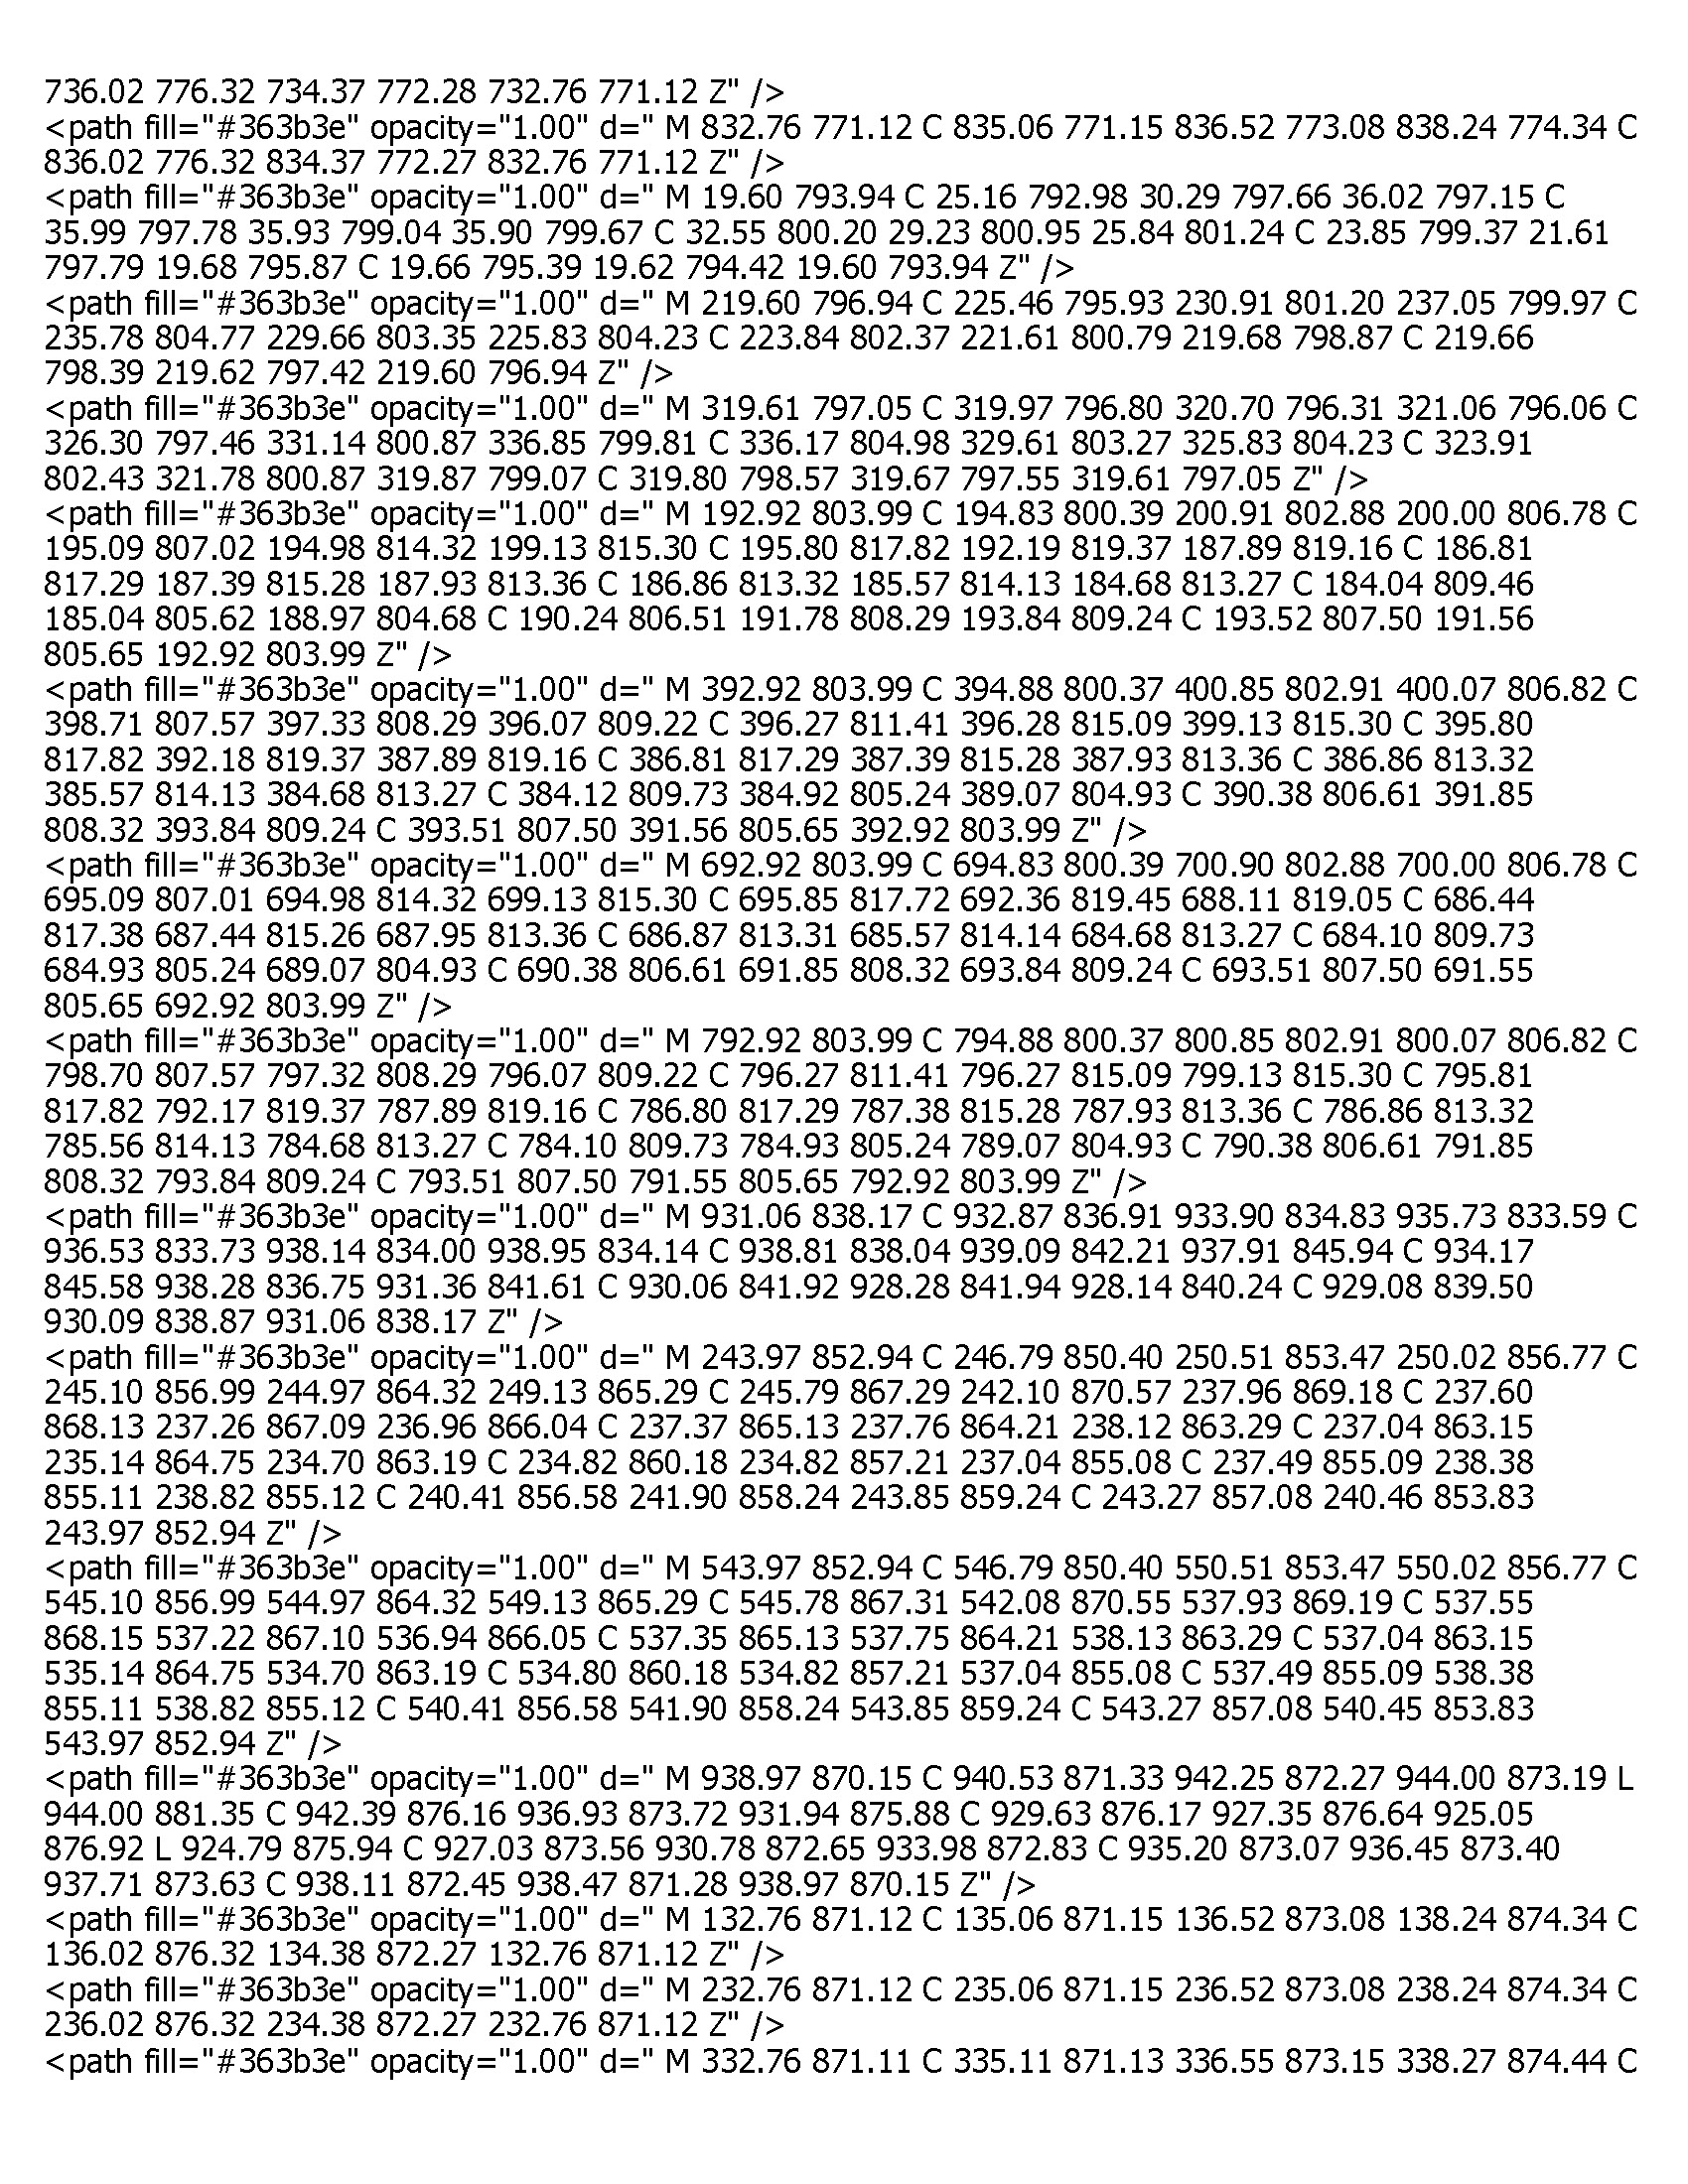 736.02 776.32 734.37 772.28 732.76 771.12 Z" />
<path fill="#363b3e" opacity="1.00" d=" M 832.76 771.12 C 835.06 771.15 836.52 773.08 838.24 774.34 C
836.02 776.32 834.37 772.27 832.76 771.12 Z" />
<path fill="#363b3e" opacity="1.00" d=" M 19.60 793.94 C 25.16 792.98 30.29 797.66 36.02 797.15 C
35.99 797.78 35.93 799.04 35.90 799.67 C 32.55 800.20 29.23 800.95 25.84 801.24 C 23.85 799.37 21.61
797.79 19.68 795.87 C 19.66 795.39 19.62 794.42 19.60 793.94 Z" />
<path fill="#363b3e" opacity="1.00" d=" M 219.60 796.94 C 225.46 795.93 230.91 801.20 237.05 799.97 C
235.78 804.77 229.66 803.35 225.83 804.23 C 223.84 802.37 221.61 800.79 219.68 798.87 C 219.66
798.39 219.62 797.42 219.60 796.94 Z" />
<path fill="#363b3e" opacity="1.00" d=" M 319.61 797.05 C 319.97 796.80 320.70 796.31 321.06 796.06 C
326.30 797.46 331.14 800.87 336.85 799.81 C 336.17 804.98 329.61 803.27 325.83 804.23 C 323.91
802.43 321.78 800.87 319.87 799.07 C 319.80 798.57 319.67 797.55 319.61 797.05 Z" />
<path fill="#363b3e" opacity="1.00" d=" M 192.92 803.99 C 194.83 800.39 200.91 802.88 200.00 806.78 C
195.09 807.02 194.98 814.32 199.13 815.30 C 195.80 817.82 192.19 819.37 187.89 819.16 C 186.81
817.29 187.39 815.28 187.93 813.36 C 186.86 813.32 185.57 814.13 184.68 813.27 C 184.04 809.46
185.04 805.62 188.97 804.68 C 190.24 806.51 191.78 808.29 193.84 809.24 C 193.52 807.50 191.56
805.65 192.92 803.99 Z" />
<path fill="#363b3e" opacity="1.00" d=" M 392.92 803.99 C 394.88 800.37 400.85 802.91 400.07 806.82 C
398.71 807.57 397.33 808.29 396.07 809.22 C 396.27 811.41 396.28 815.09 399.13 815.30 C 395.80
817.82 392.18 819.37 387.89 819.16 C 386.81 817.29 387.39 815.28 387.93 813.36 C 386.86 813.32
385.57 814.13 384.68 813.27 C 384.12 809.73 384.92 805.24 389.07 804.93 C 390.38 806.61 391.85
808.32 393.84 809.24 C 393.51 807.50 391.56 805.65 392.92 803.99 Z" />
<path fill="#363b3e" opacity="1.00" d=" M 692.92 803.99 C 694.83 800.39 700.90 802.88 700.00 806.78 C
695.09 807.01 694.98 814.32 699.13 815.30 C 695.85 817.72 692.36 819.45 688.11 819.05 C 686.44
817.38 687.44 815.26 687.95 813.36 C 686.87 813.31 685.57 814.14 684.68 813.27 C 684.10 809.73
684.93 805.24 689.07 804.93 C 690.38 806.61 691.85 808.32 693.84 809.24 C 693.51 807.50 691.55
805.65 692.92 803.99 Z" />
<path fill="#363b3e" opacity="1.00" d=" M 792.92 803.99 C 794.88 800.37 800.85 802.91 800.07 806.82 C
798.70 807.57 797.32 808.29 796.07 809.22 C 796.27 811.41 796.27 815.09 799.13 815.30 C 795.81
817.82 792.17 819.37 787.89 819.16 C 786.80 817.29 787.38 815.28 787.93 813.36 C 786.86 813.32
785.56 814.13 784.68 813.27 C 784.10 809.73 784.93 805.24 789.07 804.93 C 790.38 806.61 791.85
808.32 793.84 809.24 C 793.51 807.50 791.55 805.65 792.92 803.99 Z" />
<path fill="#363b3e" opacity="1.00" d=" M 931.06 838.17 C 932.87 836.91 933.90 834.83 935.73 833.59 C
936.53 833.73 938.14 834.00 938.95 834.14 C 938.81 838.04 939.09 842.21 937.91 845.94 C 934.17
845.58 938.28 836.75 931.36 841.61 C 930.06 841.92 928.28 841.94 928.14 840.24 C 929.08 839.50
930.09 838.87 931.06 838.17 Z" />
<path fill="#363b3e" opacity="1.00" d=" M 243.97 852.94 C 246.79 850.40 250.51 853.47 250.02 856.77 C
245.10 856.99 244.97 864.32 249.13 865.29 C 245.79 867.29 242.10 870.57 237.96 869.18 C 237.60
868.13 237.26 867.09 236.96 866.04 C 237.37 865.13 237.76 864.21 238.12 863.29 C 237.04 863.15
235.14 864.75 234.70 863.19 C 234.82 860.18 234.82 857.21 237.04 855.08 C 237.49 855.09 238.38
855.11 238.82 855.12 C 240.41 856.58 241.90 858.24 243.85 859.24 C 243.27 857.08 240.46 853.83
243.97 852.94 Z" />
<path fill="#363b3e" opacity="1.00" d=" M 543.97 852.94 C 546.79 850.40 550.51 853.47 550.02 856.77 C
545.10 856.99 544.97 864.32 549.13 865.29 C 545.78 867.31 542.08 870.55 537.93 869.19 C 537.55
868.15 537.22 867.10 536.94 866.05 C 537.35 865.13 537.75 864.21 538.13 863.29 C 537.04 863.15
535.14 864.75 534.70 863.19 C 534.80 860.18 534.82 857.21 537.04 855.08 C 537.49 855.09 538.38
855.11 538.82 855.12 C 540.41 856.58 541.90 858.24 543.85 859.24 C 543.27 857.08 540.45 853.83
543.97 852.94 Z" />
<path fill="#363b3e" opacity="1.00" d=" M 938.97 870.15 C 940.53 871.33 942.25 872.27 944.00 873.19 L
944.00 881.35 C 942.39 876.16 936.93 873.72 931.94 875.88 C 929.63 876.17 927.35 876.64 925.05
876.92 L 924.79 875.94 C 927.03 873.56 930.78 872.65 933.98 872.83 C 935.20 873.07 936.45 873.40
937.71 873.63 C 938.11 872.45 938.47 871.28 938.97 870.15 Z" />
<path fill="#363b3e" opacity="1.00" d=" M 132.76 871.12 C 135.06 871.15 136.52 873.08 138.24 874.34 C
136.02 876.32 134.38 872.27 132.76 871.12 Z" />
<path fill="#363b3e" opacity="1.00" d=" M 232.76 871.12 C 235.06 871.15 236.52 873.08 238.24 874.34 C
236.02 876.32 234.38 872.27 232.76 871.12 Z" />
<path fill="#363b3e" opacity="1.00" d=" M 332.76 871.11 C 335.11 871.13 336.55 873.15 338.27 874.44 C